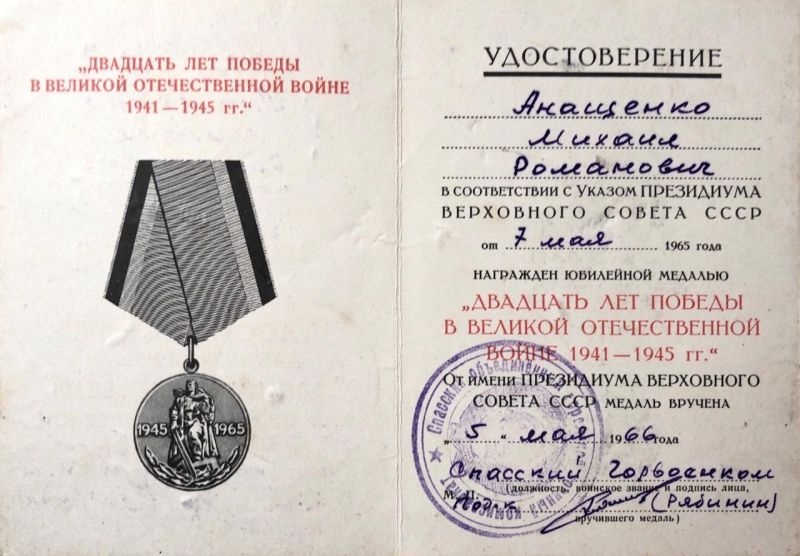 „ДВАДЦАТЬ ЛЕТ ПОБЕДЫ
В ВЕЛИКОЙ ОТЕЧЕСТВЕННОЙ ВОЙНЕ
1941—1945 гг.“
1945 1965
УДОСТОВЕРЕНИЕ
Анащенко
Михаил
Романович
В СООТВЕТСТВИИ С УКАЗОМ ПРЕЗИДИУМА
ВЕРХОВНОГО СОВЕТА СССР
от 7 мая 1965 года
НАГРАЖДЕН ЮБИЛЕЙНОЙ МЕДАЛЬЮ
„ДВАДЦАТЬ ЛЕТ ПОБЕДЫ
В ВЕЛИКОЙ ОТЕЧЕСТВЕННОЙ
ВОЙНЕ 1941—1945 гг.“
ОТ ИМЕНИ ПРЕЗИДИУМА ВЕРХОВНОГО
СОВЕТА СССР МЕДАЛЬ ВРУЧЕНА
„5“ мая 1966 года
Спасский Горвоенком
(должность, воинское звание и подпись лица,
М. П. (Рябинин)
вручившего медаль)
Спасский объединённый